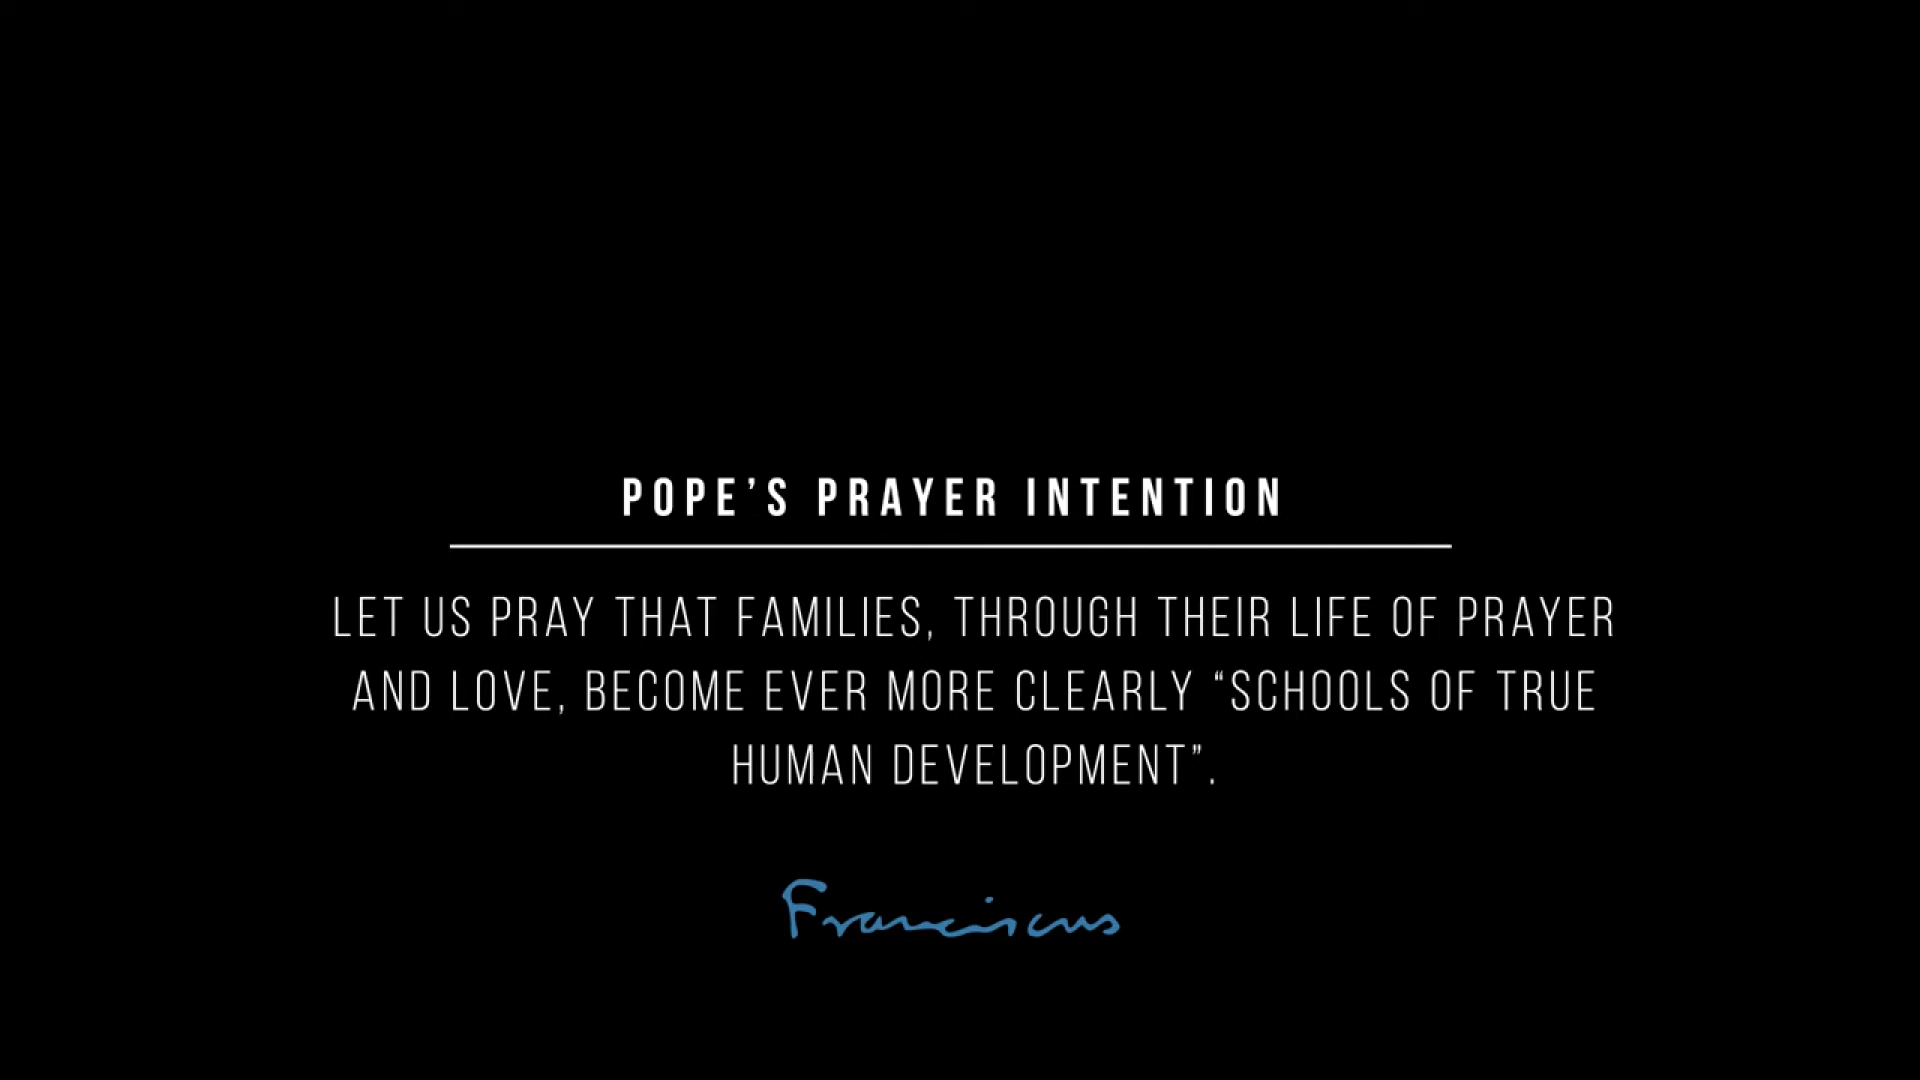 POPE’S PRAYER INTENTION
LET US PRAY THAT FAMILIES, THROUGH THEIR LIFE OF PRAYER
AND LOVE, BECOME EVER MORE CLEARLY “SCHOOLS OF TRUE
HUMAN DEVELOPMENT”.
Franciscus